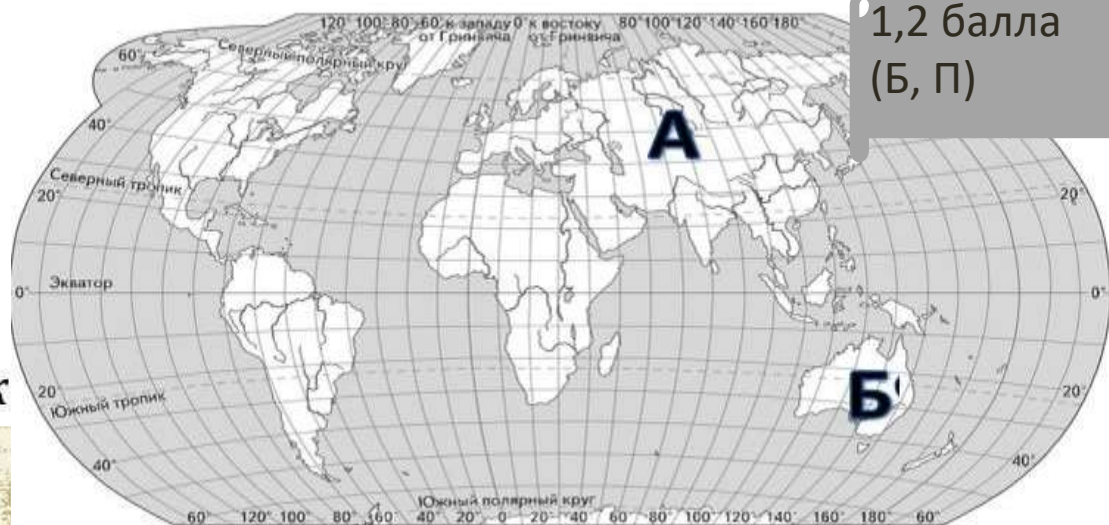 1,2 балла
(Б, П)
120° 100° 80° 60° к западу 0° к востоку 80° 100° 120° 140° 160° 180°
от Гринвича от Гринвича
60°
Северный полярный круг
А
40°
Северный тропик
20° 20°
Экватор
0° 0°
Б
20° 20°
Южный тропик
40° 40°
Южный полярный круг
60° 120° 100° 80° 60° 40° 20° 0° 20° 40° 60° 80° 100° 120° 140° 160° 180° 60°